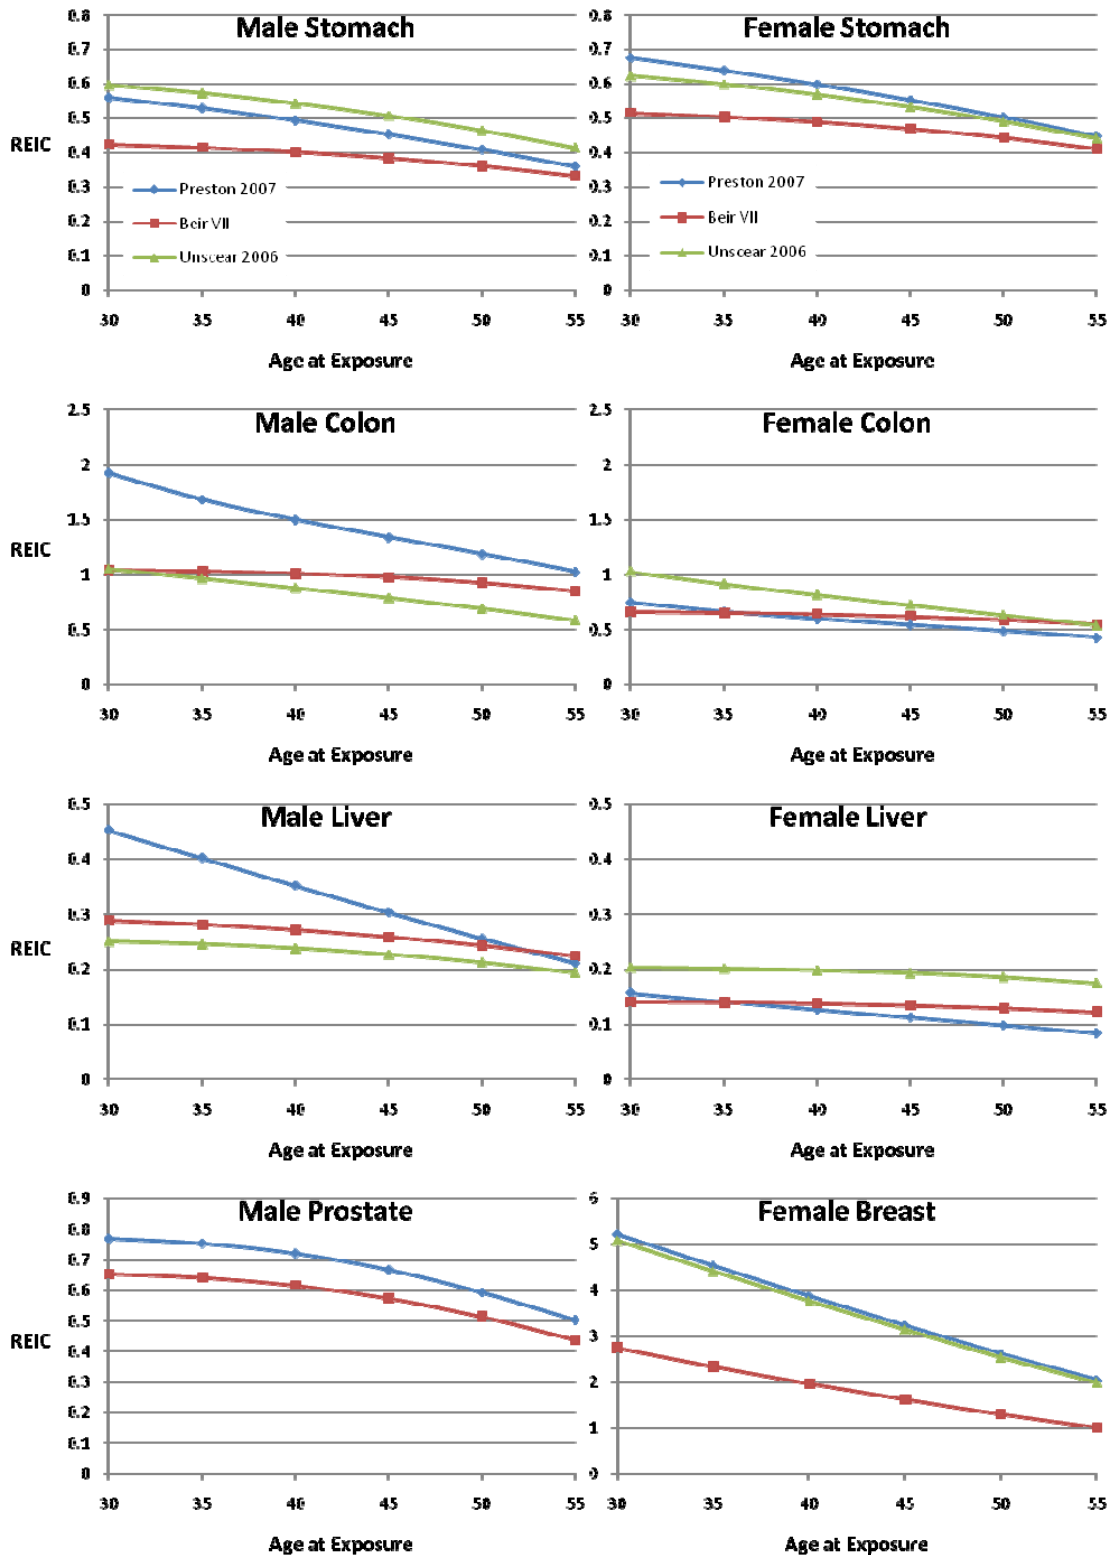 Male Stomach
0.8
0.7
0.6
0.5
0.4
0.3
0.2
0.1
0
REIC
Preston 2007
Beir VII
Unscear 2006
30 35 40 45 50 55
Age at Exposure
Female Stomach
0.8
0.7
0.6
0.5
0.4
0.3
0.2
0.1
0
Preston 2007
Beir VII
Unscear 2006
30 35 40 45 50 55
Age at Exposure
Male Colon
2.5
2
1.5
1
0.5
0
REIC
30 35 40 45 50 55
Age at Exposure
Female Colon
2.5
2
1.5
1
0.5
0
30 35 40 45 50 55
Age at Exposure
Male Liver
0.5
0.4
0.3
0.2
0.1
0
REIC
30 35 40 45 50 55
Age at Exposure
Female Liver
0.5
0.4
0.3
0.2
0.1
0
30 35 40 45 50 55
Age at Exposure
Male Prostate
0.9
0.8
0.7
0.6
0.5
0.4
0.3
0.2
0.1
0
REIC
30 35 40 45 50 55
Age at Exposure
Female Breast
6
5
4
3
2
1
0
30 35 40 45 50 55
Age at Exposure